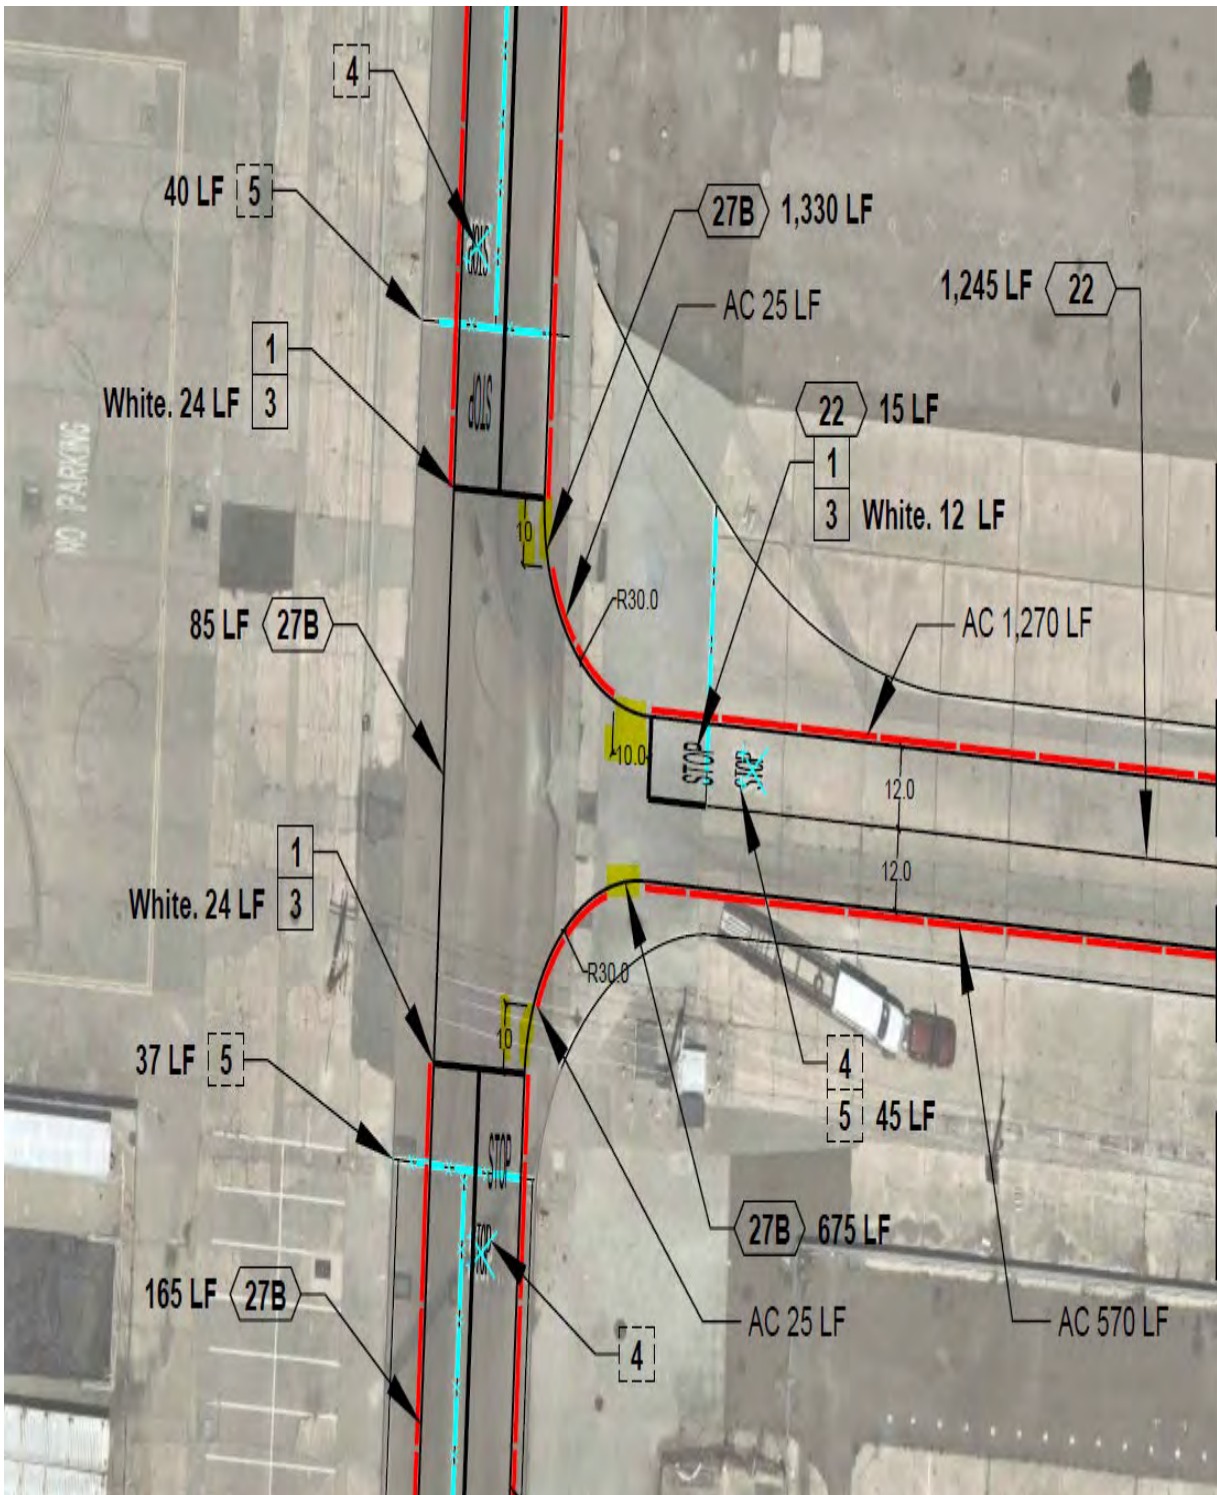 4
40 LF 5
27B 1,330 LF
1,245 LF 22
STOP
AC 25 LF
1
White. 24 LF 3
STOP
22 15 LF
1
3 White. 12 LF
NO PARKING
10
R30.0
85 LF 27B
AC 1,270 LF
10.0
STOP
STOP
12.0
12.0
1
White. 24 LF 3
R30.0
10
37 LF 5
4
5 45 LF
STOP
STOP
27B 675 LF
165 LF 27B
AC 25 LF
AC 570 LF
4